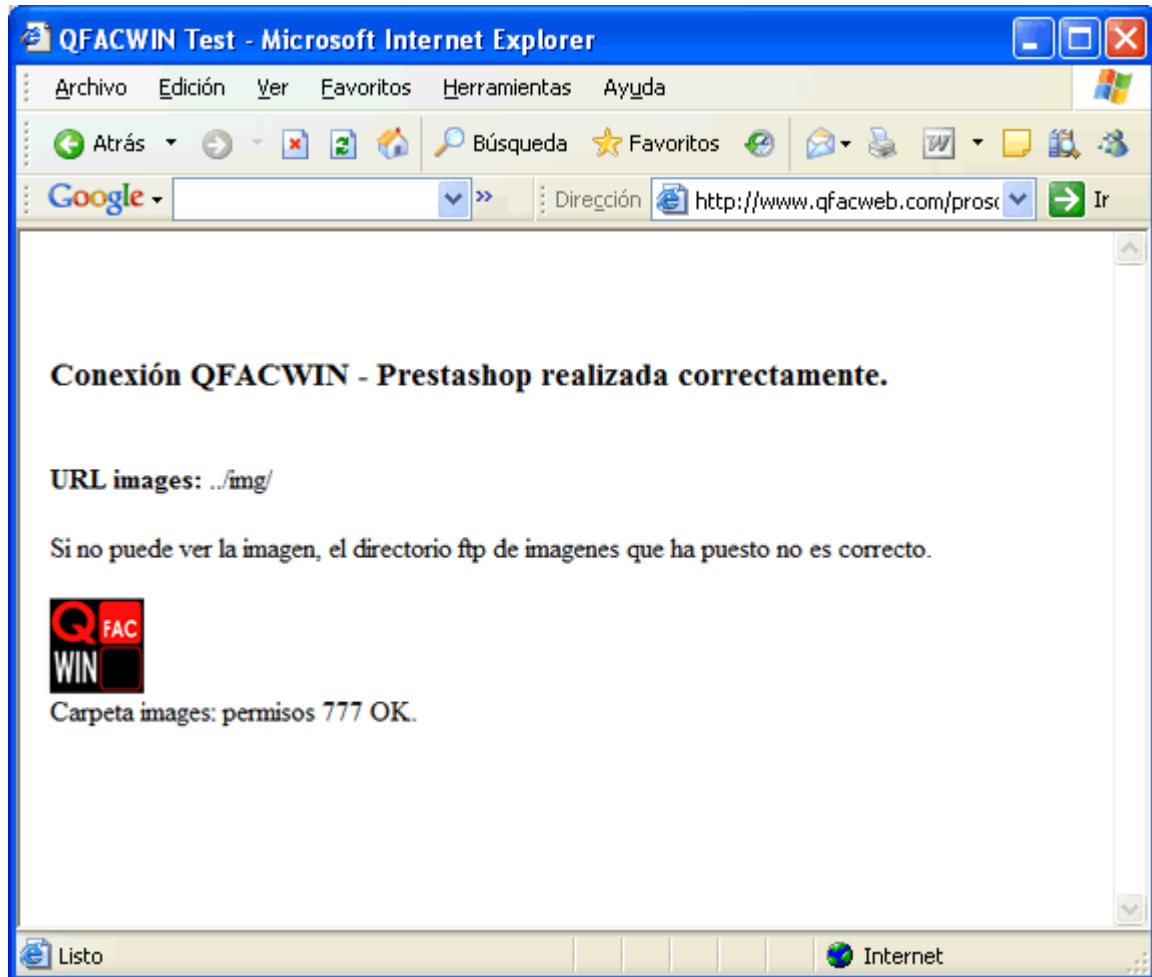 QFACWIN Test - Microsoft Internet Explorer
Archivo Edición Ver Favoritos Herramientas Ayuda
Atrás Búsqueda Favoritos W
Google Dirección http://www.qfacweb.com/prosc Ir
Conexión QFACWIN - Prestashop realizada correctamente.
URL images: ../img/
Si no puede ver la imagen, el directorio ftp de imagenes que ha puesto no es correcto.
Q FAC
WIN
Carpeta images: permisos 777 OK.
Listo Internet